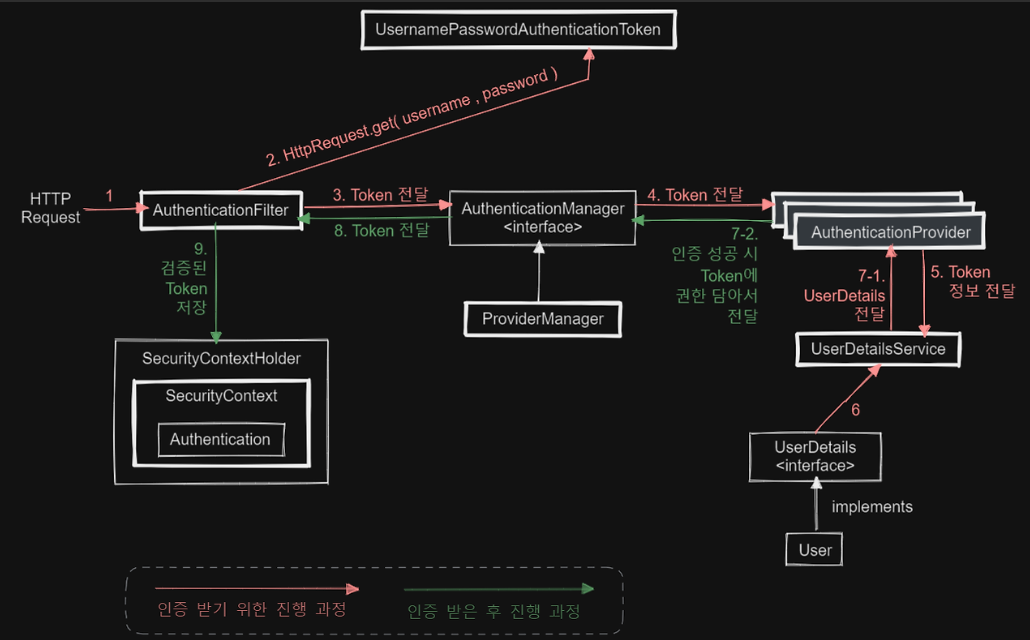 UsernamePasswordAuthenticationToken
2. HttpRequest.get( username , password )
HTTP
Request
1
AuthenticationFilter
3. Token 전달
8. Token 전달
AuthenticationManager
<interface>
4. Token 전달
7-2.
인증 성공 시
Token에
권한 담아서
전달
AuthenticationProvider
7-1.
UserDetails
전달
5. Token
정보 전달
9.
검증된
Token
저장
ProviderManager
UserDetailsService
SecurityContextHolder
SecurityContext
Authentication
6
UserDetails
<interface>
implements
User
인증 받기 위한 진행 과정
인증 받은 후 진행 과정